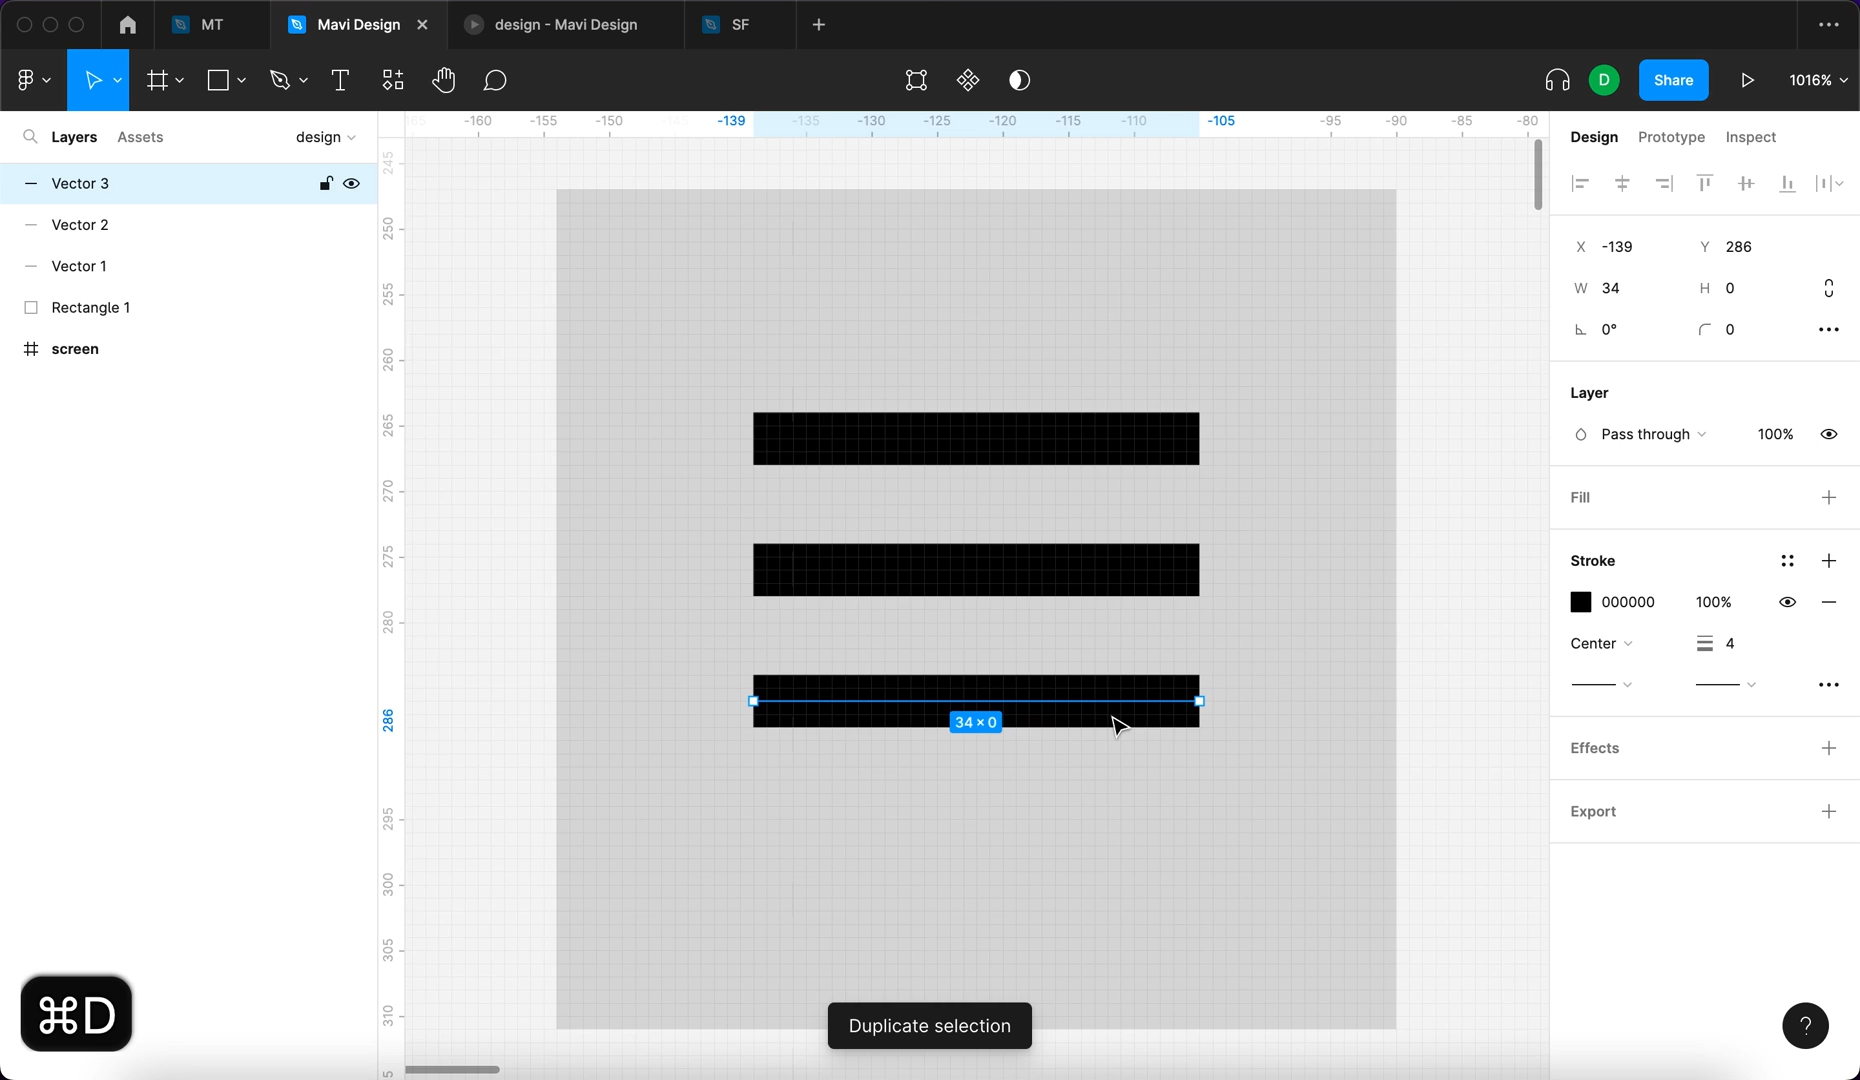 MT
Mavi Design
design - Mavi Design
SF
Share
D
1016%
Layers
Assets
design
Design
Prototype
Inspect
-160
-155
-150
-139
-135
-130
-125
-120
-115
-110
-105
-95
-90
-85
-80
Vector 3
Vector 2
Vector 1
Rectangle 1
screen
245
250
255
260
265
270
275
280
286
295
300
305
310
34 × 0
X -139
Y 286
W 34
H 0
0°
0
Layer
Pass through
100%
Fill
Stroke
000000
100%
Center
4
Effects
Export
⌘D
Duplicate selection
?